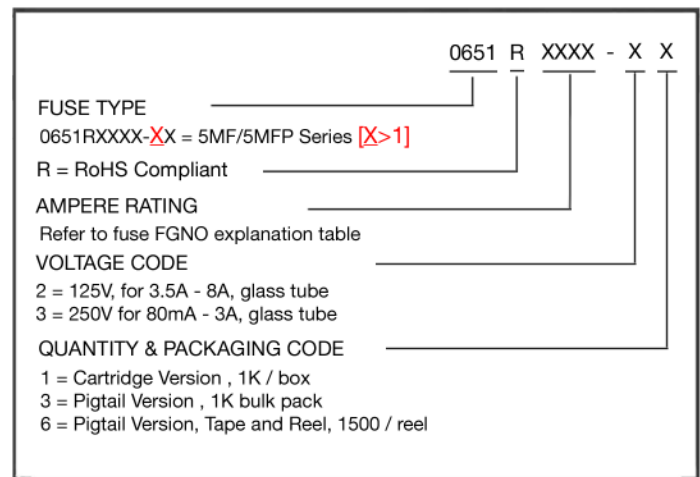 0651 R XXXX - X X
FUSE TYPE
0651RXXXX-XX = 5MF/5MFP Series [X>1]
R = RoHS Compliant
AMPERE RATING
Refer to fuse FGNO explanation table
VOLTAGE CODE
2 = 125V, for 3.5A - 8A, glass tube
3 = 250V for 80mA - 3A, glass tube
QUANTITY & PACKAGING CODE
1 = Cartridge Version , 1K / box
3 = Pigtail Version , 1K bulk pack
6 = Pigtail Version, Tape and Reel, 1500 / reel